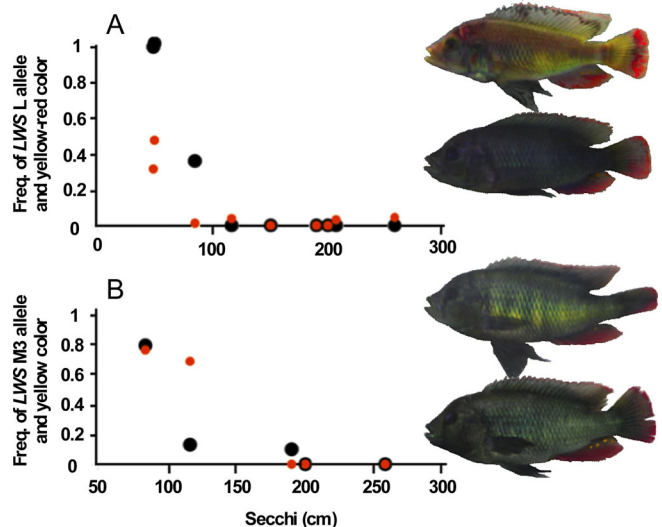 A
Freq. of LWS L allele
and yellow-red color
1
0.8
0.6
0.4
0.2
0
0 100 200 300
B
Freq. of LWS M3 allele
and yellow color
1
0.8
0.6
0.4
0.2
0
50 100 150 200 250 300
Secchi (cm)